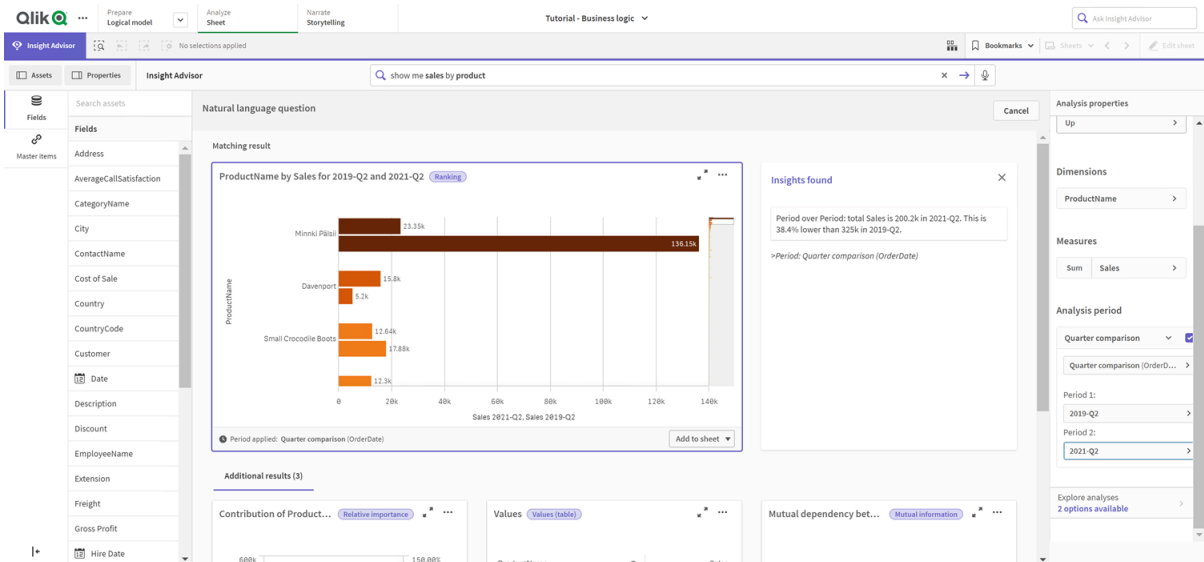 Qlik
Prepare
Logical model
Analyze
Sheet
Narrate
Storytelling
Tutorial - Business logic
Ask Insight Advisor
Insight Advisor
No selections applied
Bookmarks
Sheets
Edit sheet
Assets
Properties
Insight Advisor
show me sales by product
Fields
Master items
Search assets
Fields
Address
AverageCallSatisfaction
CategoryName
City
ContactName
Cost of Sale
Country
CountryCode
Customer
Date
Description
Discount
EmployeeName
Extension
Freight
Gross Profit
Hire Date
Natural language question
Cancel
Matching result
ProductName by Sales for 2019-Q2 and 2021-Q2 Ranking
ProductName
Minnki Pälsii
23.35k
136.15k
Davenport
15.8k
5.2k
Small Crocodile Boots
12.64k
17.88k
12.3k
0 20k 40k 60k 80k 100k 120k 140k
Sales 2021-Q2, Sales 2019-Q2
Period applied: Quarter comparison (OrderDate)
Add to sheet
Insights found
Period over Period: total Sales is 200.2k in 2021-Q2. This is
38.4% lower than 325k in 2019-Q2.
>Period: Quarter comparison (OrderDate)
Additional results (3)
Contribution of Product... Relative importance
600k
150.00%
Values Values (table)
Mutual dependency bet... Mutual information
Analysis properties
Up
Dimensions
ProductName
Measures
Sum Sales
Analysis period
Quarter comparison
Quarter comparison (OrderD...
Period 1:
2019-Q2
Period 2:
2021-Q2
Explore analyses
2 options available